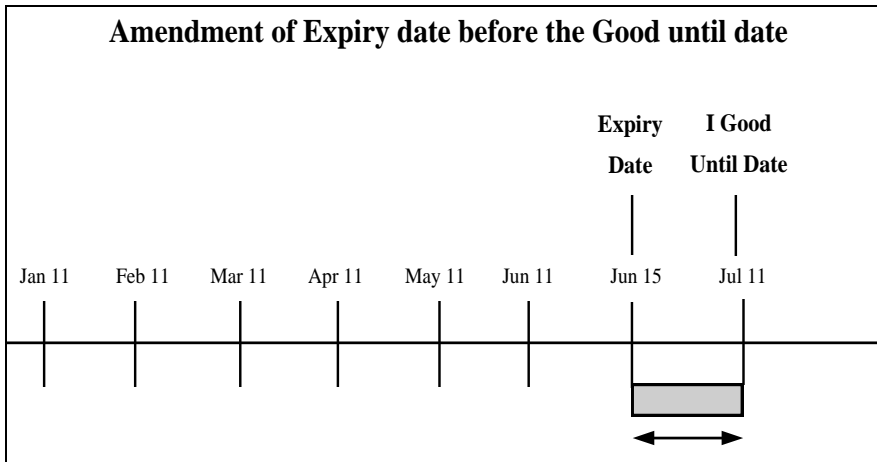 Amendment of Expiry date before the Good until date
Expiry
Date
I Good
Until Date
Jan 11
Feb 11
Mar 11
Apr 11
May 11
Jun 11
Jun 15
Jul 11